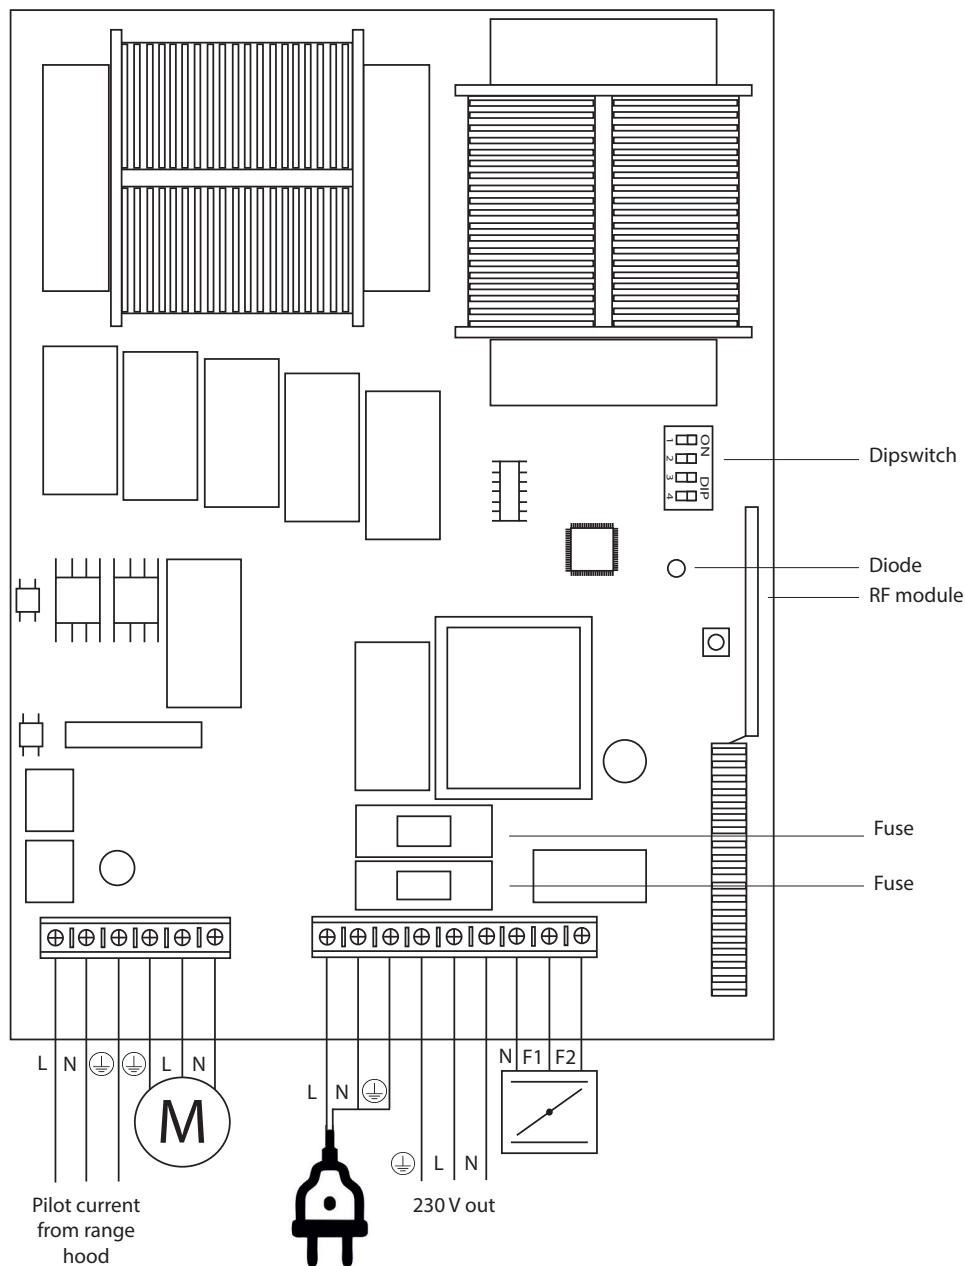 1
2
3
4
ON
DIP
Dipswitch
Diode
RF module
Fuse
Fuse
L N L N
M
L N
N F1 F2
L N
Pilot current
from range
hood
230 V out